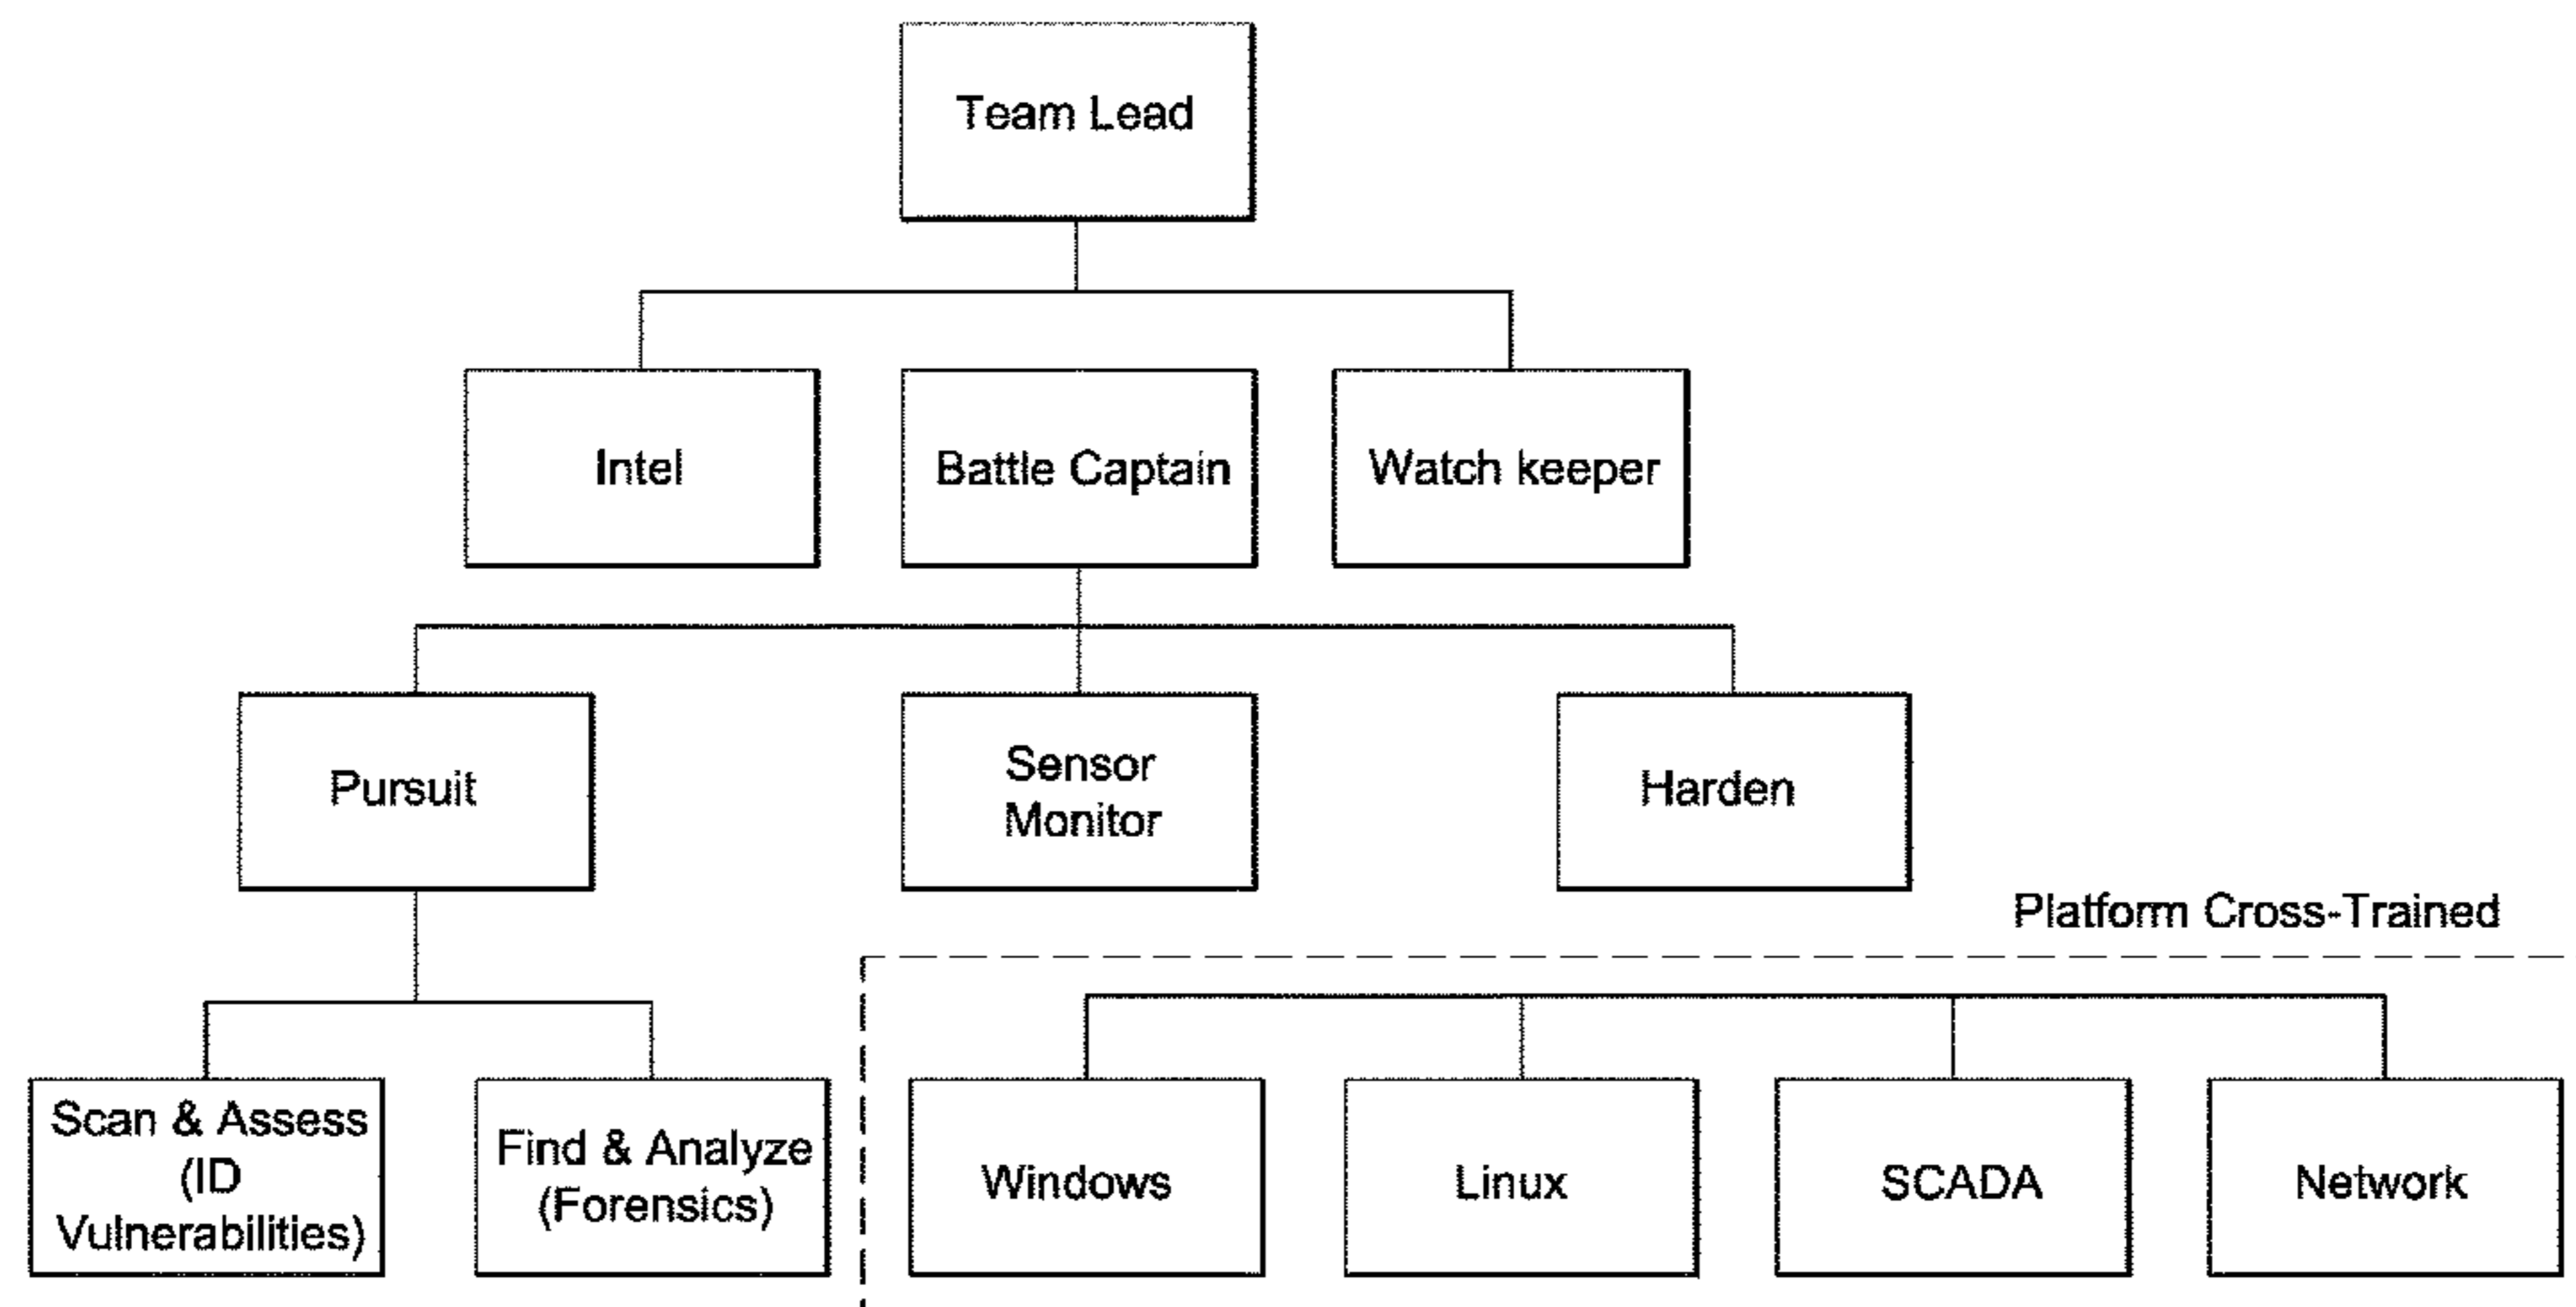 Team Lead
Intel
Battle Captain
Watch keeper
Pursuit
Sensor
Monitor
Harden
Platform Cross-Trained
Scan & Assess
(ID
Vulnerabilities)
Find & Analyze
(Forensics)
Windows
Linux
SCADA
Network